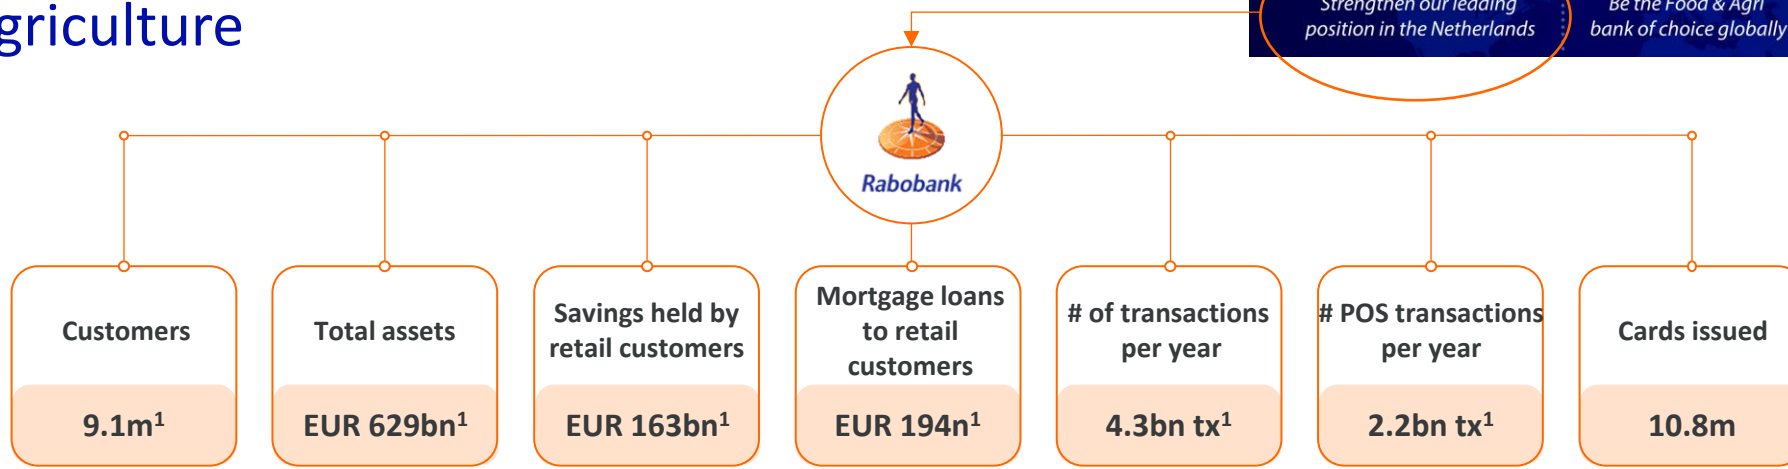 griculture
Strengthen our leading
position in the Netherlands
Be the Food & Agri
bank of choice globally
Rabobank
Customers
9.1m¹
Total assets
EUR 629bn¹
Savings held by
retail customers
EUR 163bn¹
Mortgage loans
to retail
customers
EUR 194n¹
# of transactions
per year
4.3bn tx¹
# POS transactions
per year
2.2bn tx¹
Cards issued
10.8m